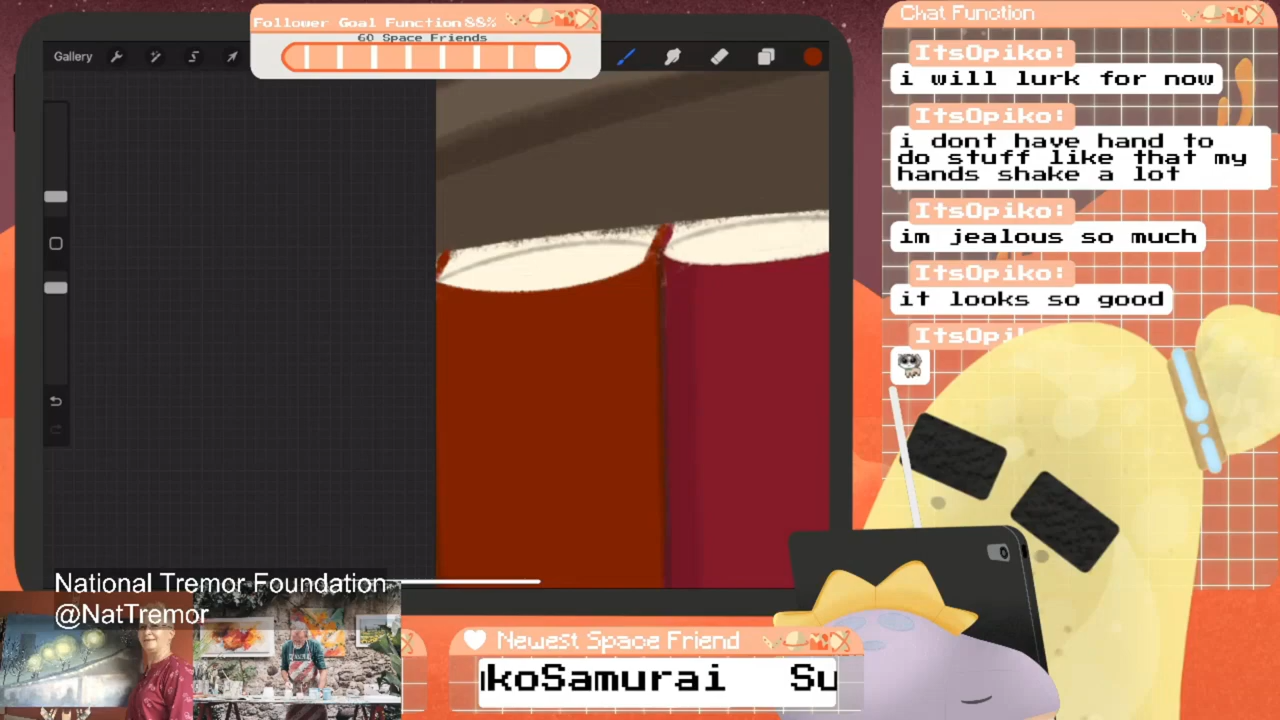 Follower Goal Function 88%
60 Space Friends
Gallery
Chat Function
ItsOpiko:
i will lurk for now
ItsOpiko:
i dont have hand to
do stuff like that my
hands shake a lot
ItsOpiko:
im jealous so much
ItsOpiko:
it looks so good
National Tremor Foundation
@NatTremor
Newest Space Friend
koSamurai Su